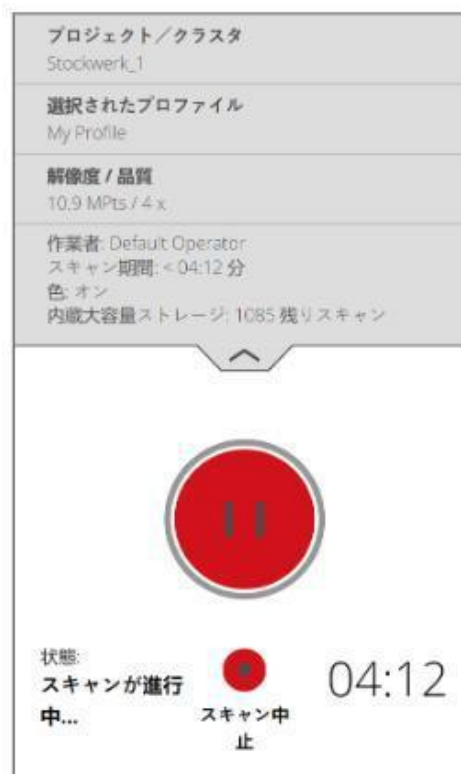 プロジェクト／クラスタ
Stockwerk_1
選択されたプロファイル
My Profile
解像度 / 品質
10.9 MPts / 4 x
作業者: Default Operator
スキャン期間: < 04:12 分
色: オン
内蔵大容量ストレージ: 1085 残りスキャン
状態:
スキャンが進行
中...
スキャン中
止
04:12